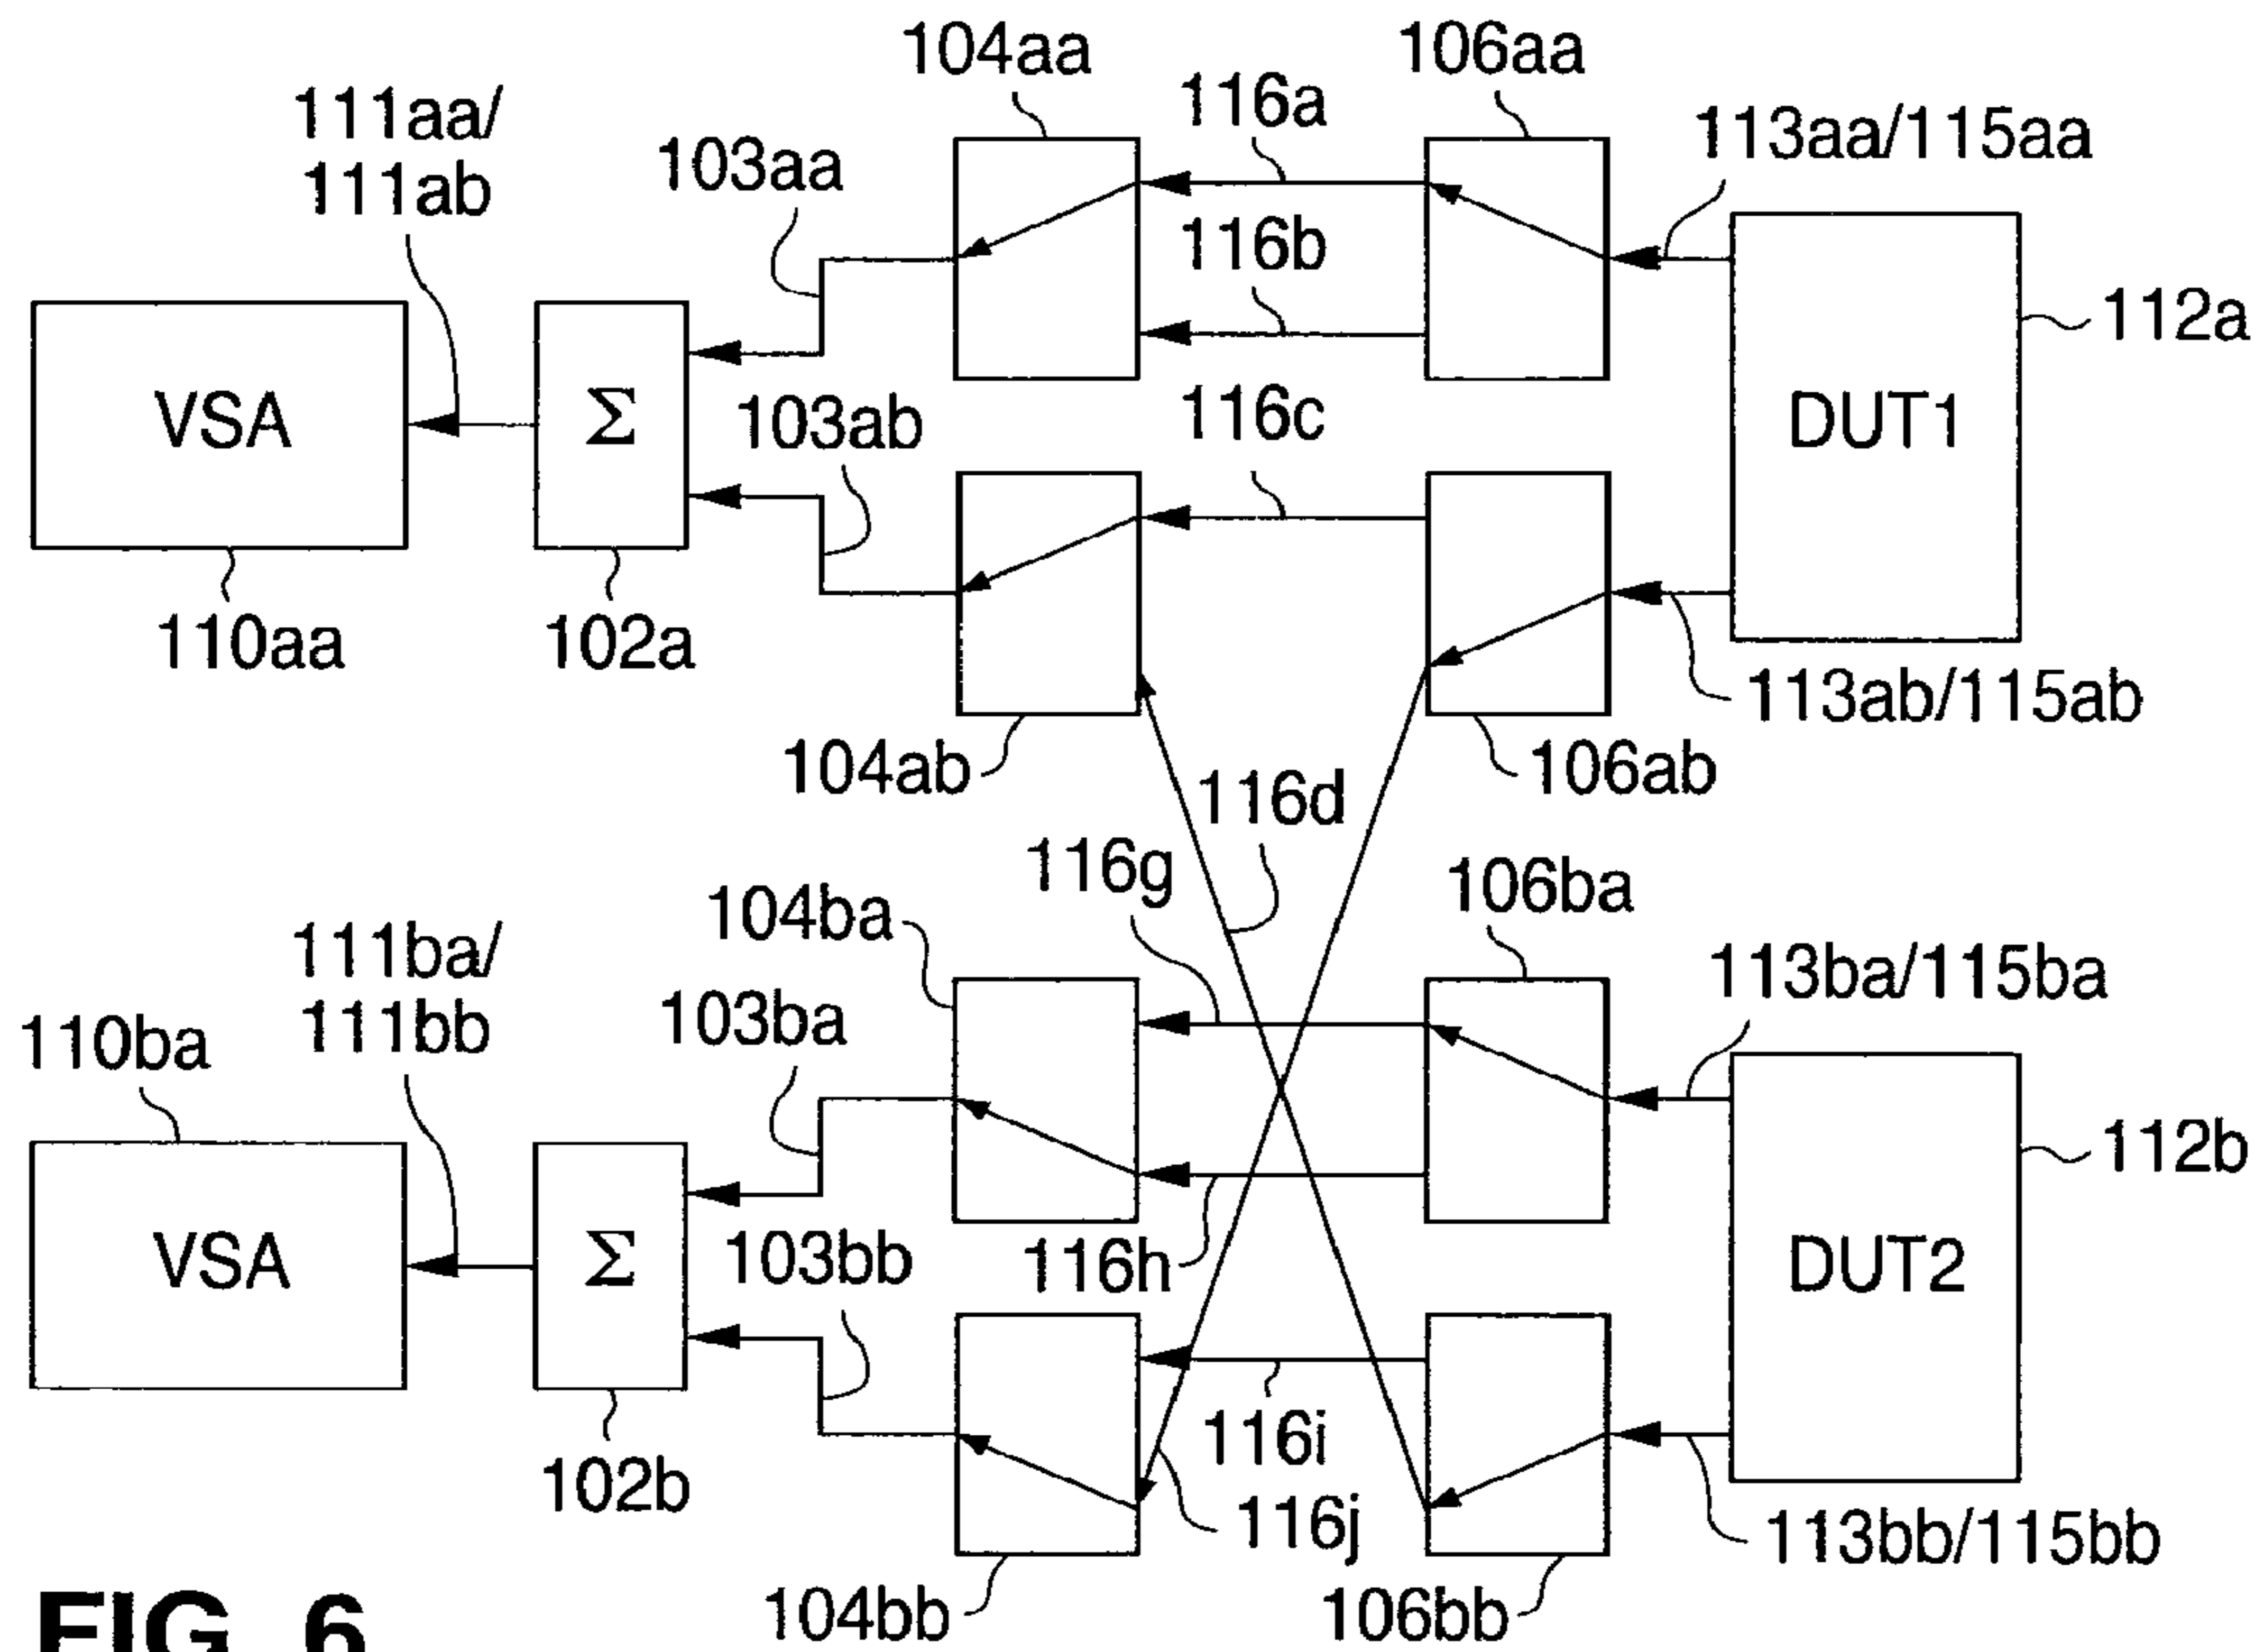 104aa
106aa
116a
111aa/
111ab
103aa
113aa/115aa
116b
112a
VSA
Σ
103ab
116c
DUT1
110aa
102a
113ab/115ab
104ab
106ab
116d
116g
106ba
104ba
111ba/
111bb
103ba
113ba/115ba
110ba
112b
VSA
Σ
103bb
116h
DUT2
116i
102b
116j
113bb/115bb
104bb
106bb
FIG. 6